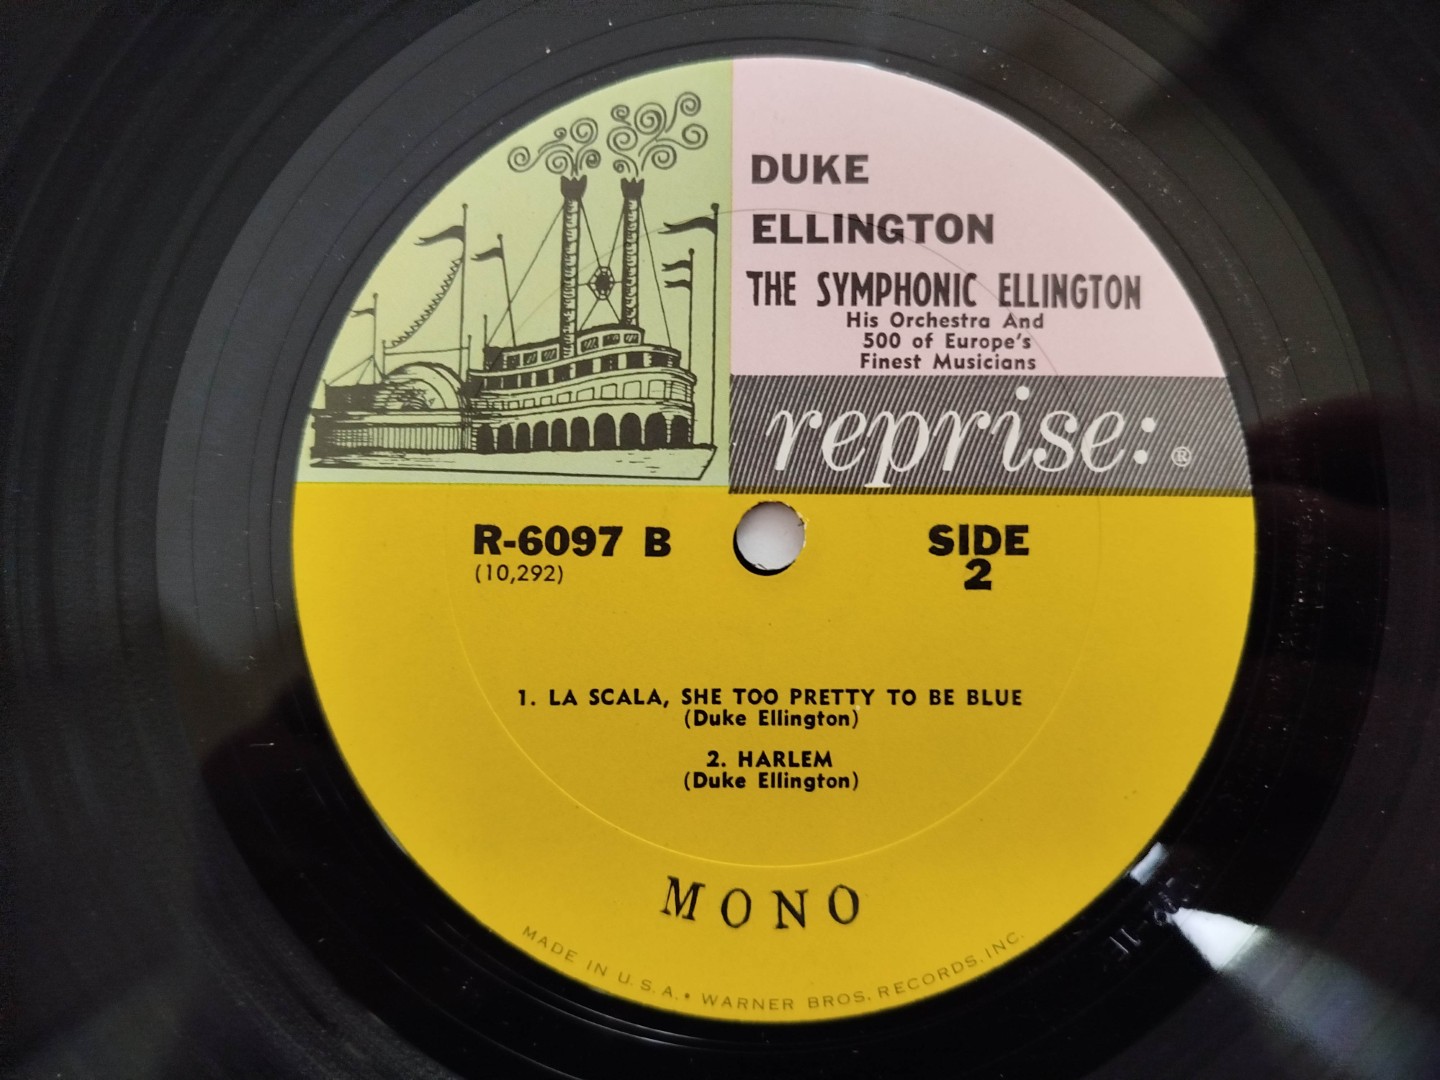 DUKE
ELLINGTON
THE SYMPHONIC ELLINGTON
His Orchestra And
500 of Europe's
Finest Musicians
reprise:®
R-6097 B
(10,292)
SIDE
2
1. LA SCALA, SHE TOO PRETTY TO BE BLUE
(Duke Ellington)
2. HARLEM
(Duke Ellington)
MONO
MADE IN U.S.A. • WARNER BROS. RECORDS, INC.